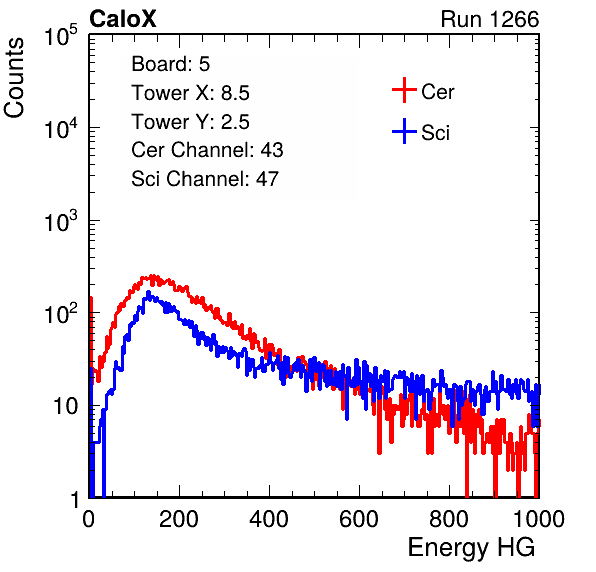 CaloX Run 1266
Counts
10^5
10^4
10^3
10^2
10
1
Board: 5
Tower X: 8.5
Tower Y: 2.5
Cer Channel: 43
Sci Channel: 47
Cer
Sci
0 200 400 600 800 1000
Energy HG